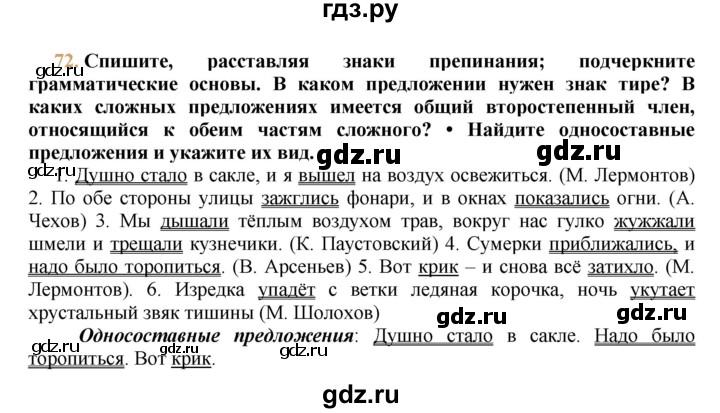 гдз.ру
72. Спишите, расставляя знаки препинания; подчеркните
грамматические основы. В каком предложении нужен знак тире? В
каких сложных предложениях имеется общий второстепенный член,
относящийся к обеим частям сложного? • Найдите односоставные
предложения и укажите их вид.
gdz.ru
gdz.ru
1. Душно стало в сакле, и я вышел на воздух освежиться. (М. Лермонтов)
2. По обе стороны улицы зажглись фонари, и в окнах показались огни. (А.
Чехов) 3. Мы дышали тёплым воздухом трав, вокруг нас гулко жужжали
шмели и трещали кузнечики. (К. Паустовский) 4. Сумерки приближались, и
надо было торопиться. (В. Арсеньев) 5. Вот крик – и снова всё затихло. (М.
Лермонтов). 6. Изредка упадёт с ветки ледяная корочка, ночь укутает
хрустальный звяк тишины (М. Шолохов)
gdz.ru
gdz.ru
Односоставные предложения: Душно стало в сакле. Надо было
торопиться. Вот крик.
gdz.ru